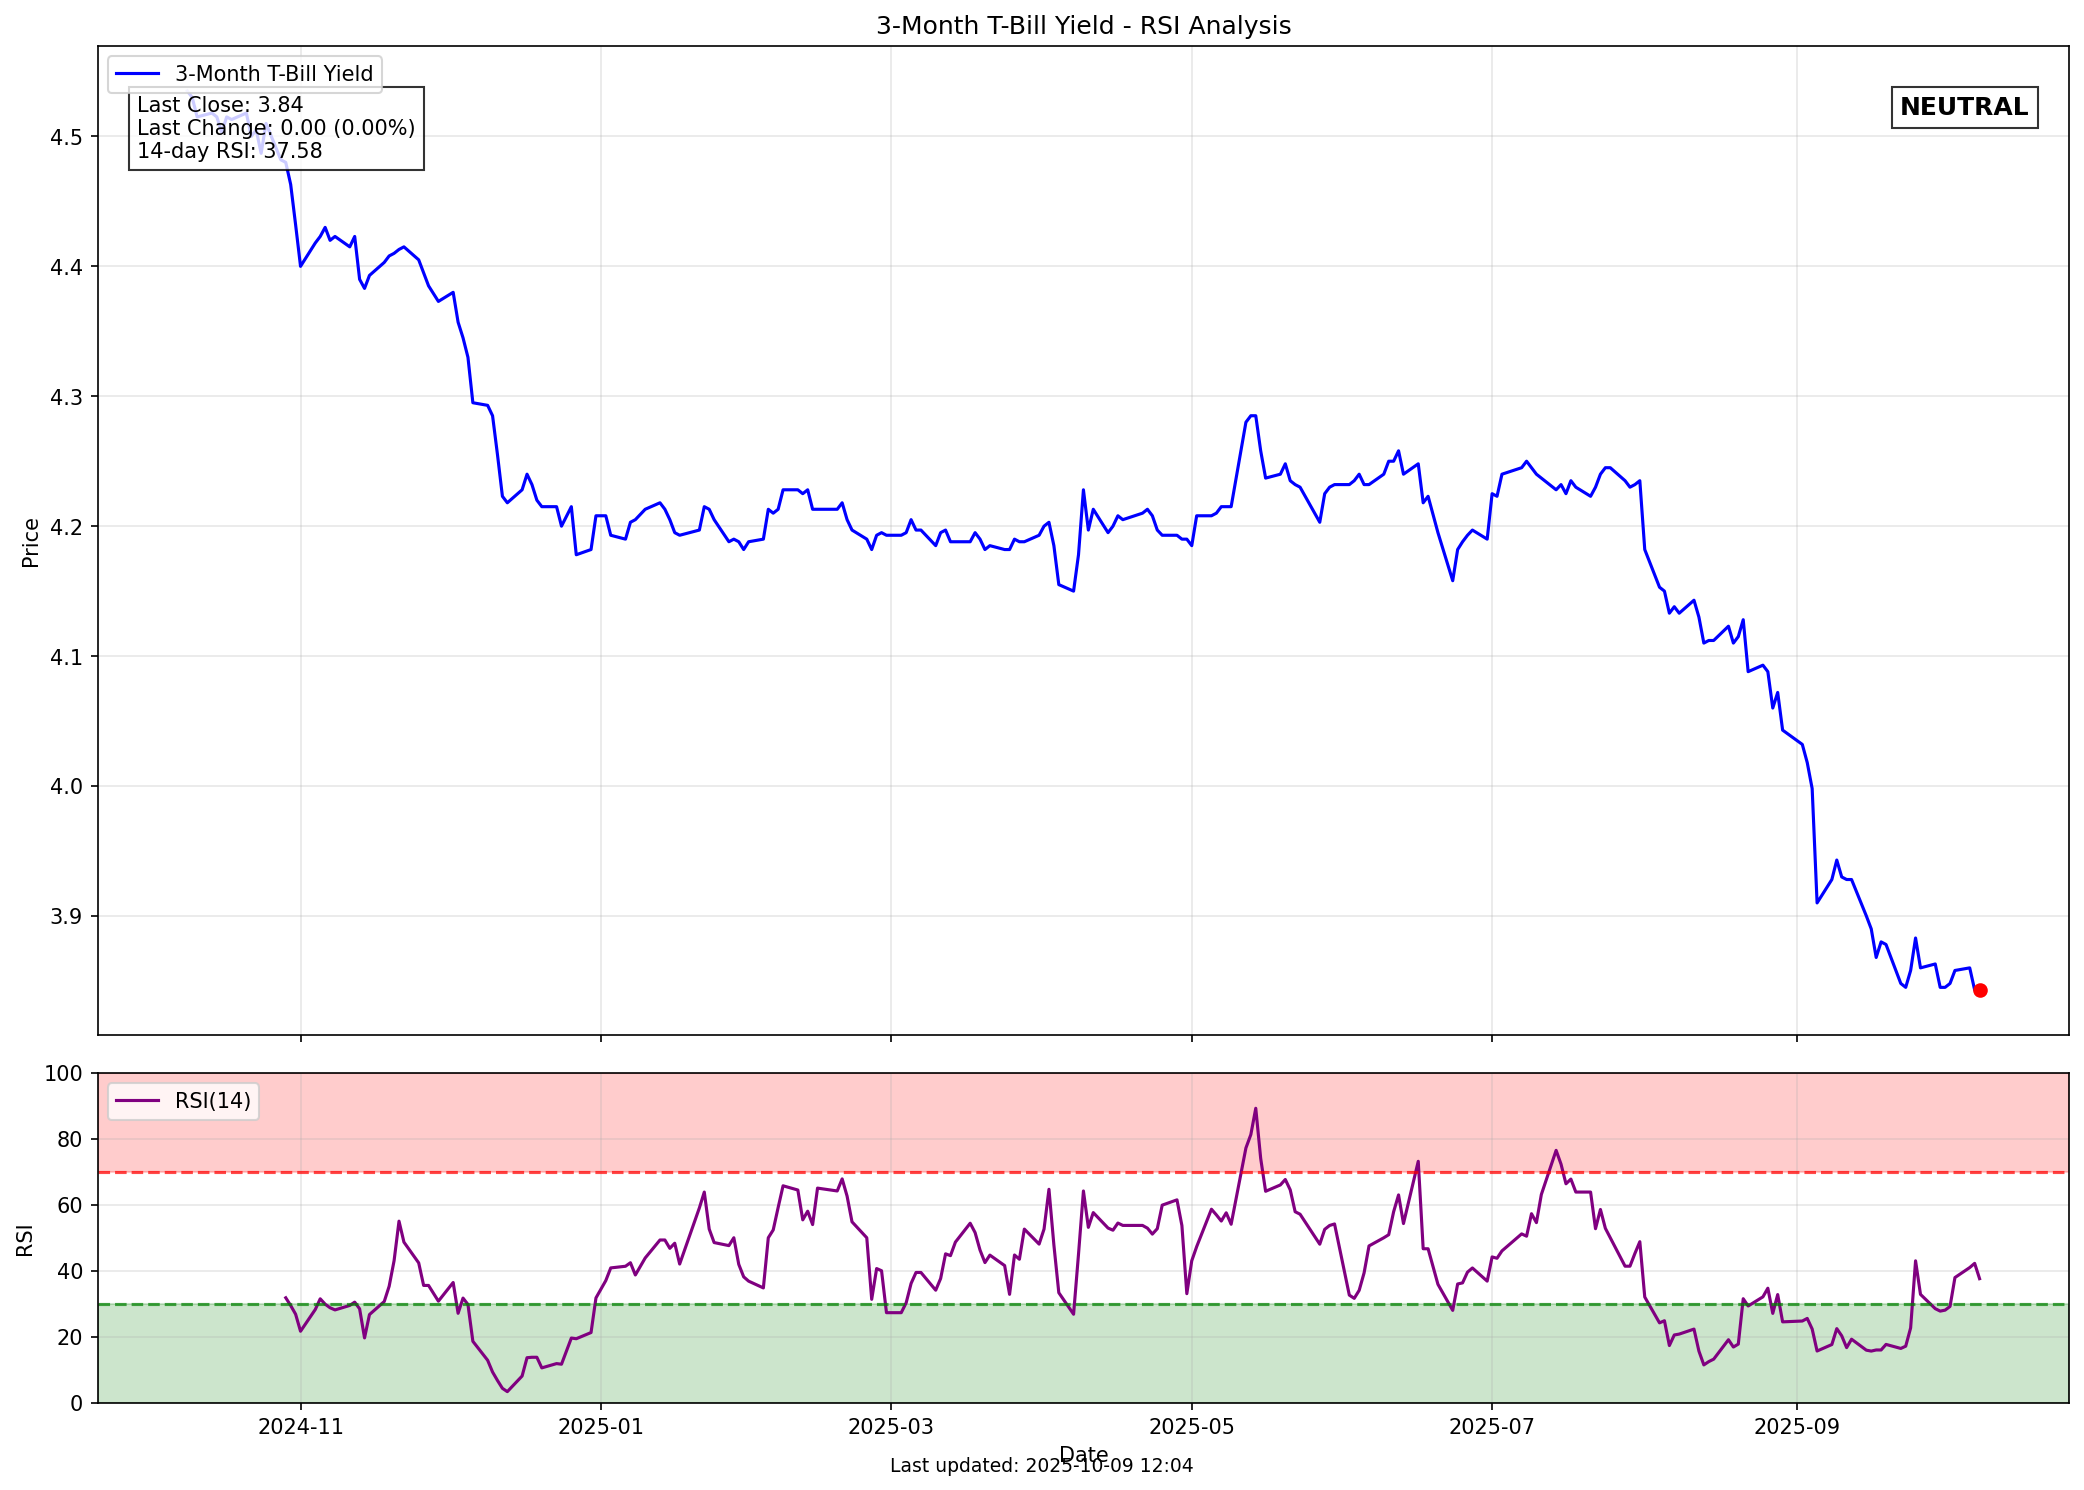 3-Month T-Bill Yield - RSI Analysis
3-Month T-Bill Yield
Last Close: 3.84
Last Change: 0.00 (0.00%)
14-day RSI: 37.58
NEUTRAL
4.5
4.4
4.3
4.2
4.1
4.0
3.9
Price
RSI(14)
100
80
60
40
20
0
RSI
2024-11
2025-01
2025-03
2025-05
2025-07
2025-09
Date
Last updated: 2025-10-09 12:04